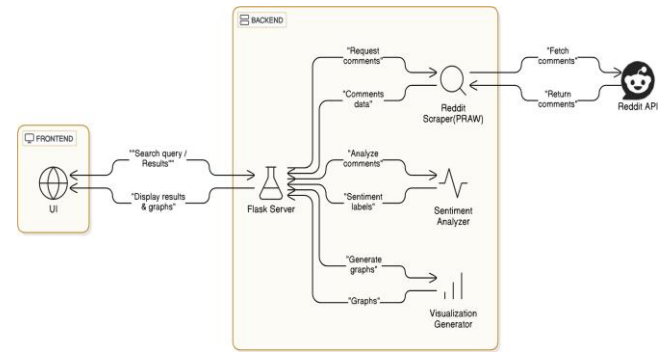 BACKEND
"Request
comments"
"Fetch
comments"
"Comments
data"
Reddit
Scraper(PRAW)
"Return
comments"
Reddit API
FRONTEND
""Search query /
Results""
UI
"Display results
& graphs"
Flask Server
"Analyze
comments"
"Sentiment
labels"
Sentiment
Analyzer
"Generate
graphs"
"Graphs"
Visualization
Generator